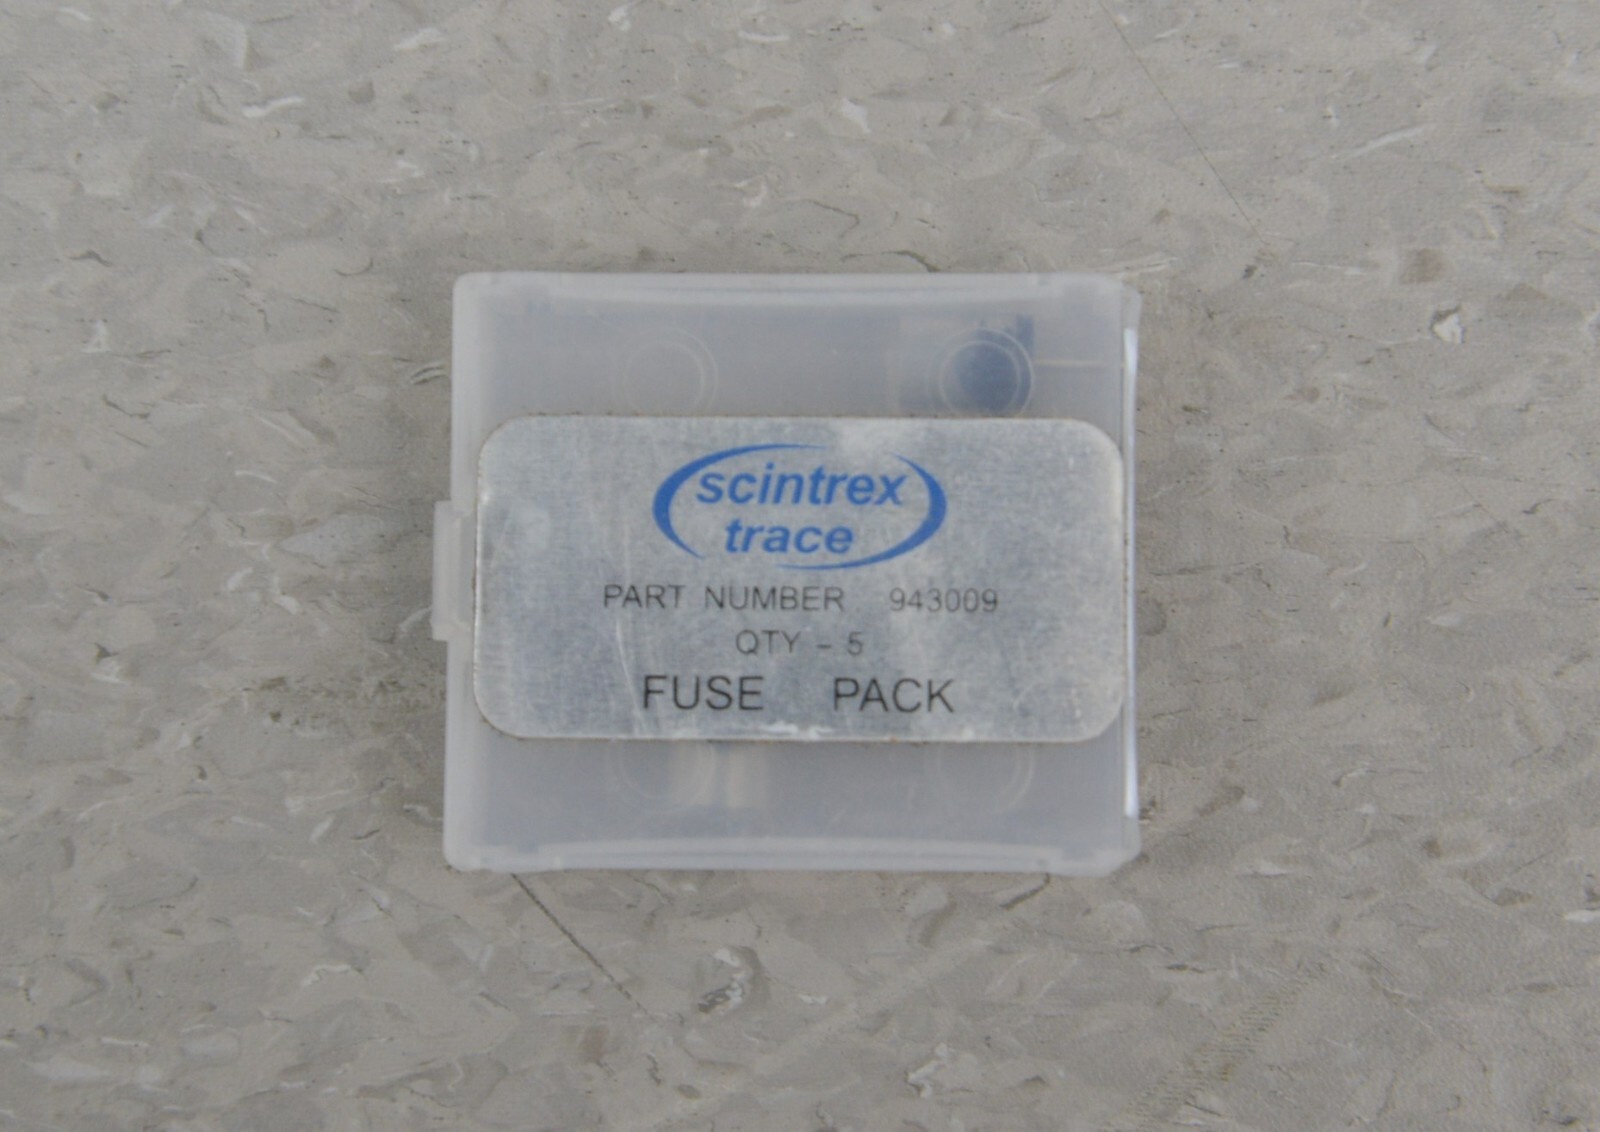 scintrex
trace
PART NUMBER 943009
QTY - 5
FUSE PACK